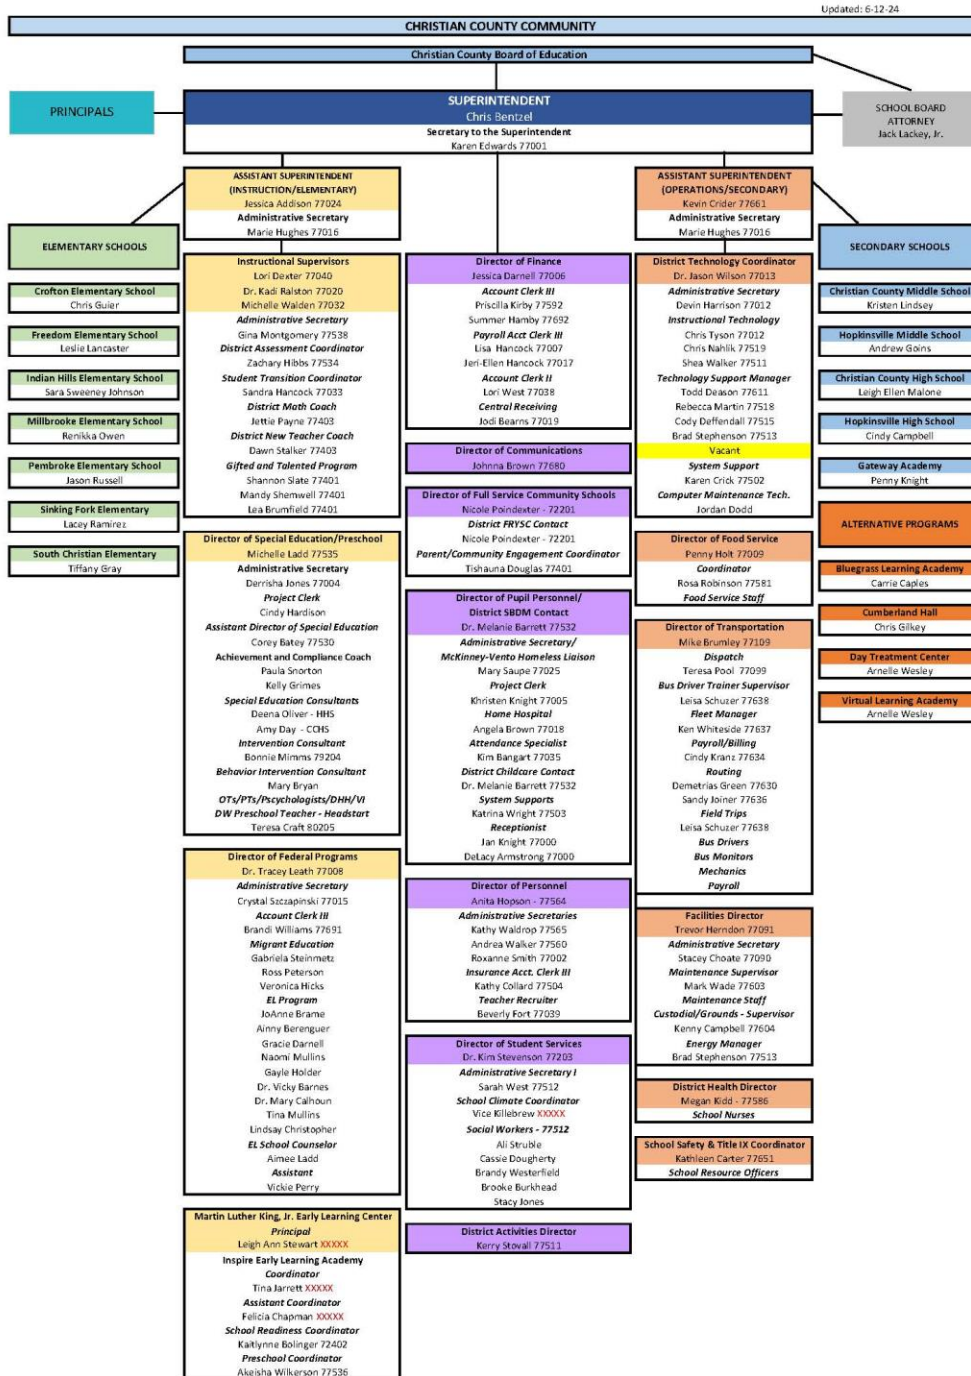 Updated: 6-12-24
CHRISTIAN COUNTY COMMUNITY
Christian County Board of Education
PRINCIPALS
SUPERINTENDENT
Chris Bentzel
Secretary to the Superintendent
Karen Edwards 77001
SCHOOL BOARD
ATTORNEY
Jack Lackey, Jr.
ASSISTANT SUPERINTENDENT
(INSTRUCTION/ELEMENTARY)
Jessica Addison 77024
Administrative Secretary
Marie Hughes 77016
ASSISTANT SUPERINTENDENT
(OPERATIONS/SECONDARY)
Kevin Crider 77661
Administrative Secretary
Marie Hughes 77016
ELEMENTARY SCHOOLS
Crofton Elementary School
Chris Guier
Freedom Elementary School
Leslie Lancaster
Indian Hills Elementary School
Sara Sweeney Johnson
Millbrooke Elementary School
Renikka Owen
Pembroke Elementary School
Jason Russell
Sinking Fork Elementary
Lacey Ramirez
South Christian Elementary
Tiffany Gray
Instructional Supervisors
Lori Dexter 77040
Dr. Kadi Ralston 77020
Michelle Walden 77032
Administrative Secretary
Gina Montgomery 77538
District Assessment Coordinator
Zachary Hibbs 77534
Student Transition Coordinator
Sandra Hancock 77033
District Math Coach
Jettie Payne 77403
District New Teacher Coach
Dawn Stalker 77403
Gifted and Talented Program
Shannon Slate 77401
Mandy Shemwell 77401
Lea Brumfield 77401
Director of Special Education/Preschool
Michelle Ladd 77535
Administrative Secretary
Derrisha Jones 77004
Project Clerk
Cindy Hardison
Assistant Director of Special Education
Corey Batey 77530
Achievement and Compliance Coach
Paula Snorton
Kelly Grimes
Special Education Consultants
Deena Oliver - HHS
Amy Day - CCHS
Intervention Consultant
Bonnie Mimms 79204
Behavior Intervention Consultant
Mary Bryan
OTs/PTs/Pscychologists/DHH/VI
DW Preschool Teacher - Headstart
Teresa Craft 80205
Director of Federal Programs
Dr. Tracey Leath 77008
Administrative Secretary
Crystal Szczapinski 77015
Account Clerk III
Brandi Williams 77691
Migrant Education
Gabriela Steinmetz
Ross Peterson
Veronica Hicks
EL Program
JoAnne Brame
Ainny Berenguer
Gracie Darnell
Naomi Mullins
Gayle Holder
Dr. Vicky Barnes
Dr. Mary Calhoun
Tina Mullins
Lindsay Christopher
EL School Counselor
Aimee Ladd
Assistant
Vickie Perry
Martin Luther King, Jr. Early Learning Center
Principal
Leigh Ann Stewart XXXXX
Inspire Early Learning Academy
Coordinator
Tina Jarrett XXXXX
Assistant Coordinator
Felicia Chapman XXXXX
School Readiness Coordinator
Kaitlynne Bolinger 72402
Preschool Coordinator
Akeisha Wilkerson 77536
Director of Finance
Jessica Darnell 77006
Account Clerk III
Priscilla Kirby 77592
Summer Hamby 77692
Payroll Acct Clerk III
Lisa Hancock 77007
Jeri-Ellen Hancock 77017
Account Clerk II
Lori West 77038
Central Receiving
Jodi Bearns 77019
Director of Communications
Johnna Brown 77680
Director of Full Service Community Schools
Nicole Poindexter - 72201
District FRYSC Contact
Nicole Poindexter - 72201
Parent/Community Engagement Coordinator
Tishauna Douglas 77401
Director of Pupil Personnel/
District SBDM Contact
Dr. Melanie Barrett 77532
Administrative Secretary/
McKinney-Vento Homeless Liaison
Mary Saupe 77025
Project Clerk
Khristen Knight 77005
Home Hospital
Angela Brown 77018
Attendance Specialist
Kim Bangart 77035
District Childcare Contact
Dr. Melanie Barrett 77532
System Supports
Katrina Wright 77503
Receptionist
Jan Knight 77000
DeLacy Armstrong 77000
Director of Personnel
Anita Hopson - 77564
Administrative Secretaries
Kathy Waldrop 77565
Andrea Walker 77560
Roxanne Smith 77002
Insurance Acct. Clerk III
Kathy Collard 77504
Teacher Recruiter
Beverly Fort 77039
Director of Student Services
Dr. Kim Stevenson 77203
Administrative Secretary I
Sarah West 77512
School Climate Coordinator
Vice Killebrew XXXXX
Social Workers - 77512
Ali Struble
Cassie Dougherty
Brandy Westerfield
Brooke Burkhead
Stacy Jones
District Activities Director
Kerry Stovall 77511
District Technology Coordinator
Dr. Jason Wilson 77013
Administrative Secretary
Devin Harrison 77012
Instructional Technology
Chris Tyson 77012
Chris Nahlik 77519
Shea Walker 77511
Technology Support Manager
Todd Deason 77611
Rebecca Martin 77518
Cody Deffendall 77515
Brad Stephenson 77513
Vacant
System Support
Karen Crick 77502
Computer Maintenance Tech.
Jordan Dodd
Director of Food Service
Penny Holt 77009
Coordinator
Rosa Robinson 77581
Food Service Staff
Director of Transportation
Mike Brumley 77109
Dispatch
Teresa Pool 77099
Bus Driver Trainer Supervisor
Leisa Schuzer 77638
Fleet Manager
Ken Whiteside 77637
Payroll/Billing
Cindy Kranz 77634
Routing
Demetrias Green 77630
Sandy Joiner 77636
Field Trips
Leisa Schuzer 77638
Bus Drivers
Bus Monitors
Mechanics
Payroll
Facilities Director
Trevor Herndon 77091
Administrative Secretary
Stacey Choate 77090
Maintenance Supervisor
Mark Wade 77603
Maintenance Staff
Custodial/Grounds - Supervisor
Kenny Campbell 77604
Energy Manager
Brad Stephenson 77513
District Health Director
Megan Kidd - 77586
School Nurses
School Safety & Title IX Coordinator
Kathleen Carter 77651
School Resource Officers
SECONDARY SCHOOLS
Christian County Middle School
Kristen Lindsey
Hopkinsville Middle School
Andrew Goins
Christian County High School
Leigh Ellen Malone
Hopkinsville High School
Cindy Campbell
Gateway Academy
Penny Knight
ALTERNATIVE PROGRAMS
Bluegrass Learning Academy
Carrie Caples
Cumberland Hall
Chris Gilkey
Day Treatment Center
Arnelle Wesley
Virtual Learning Academy
Arnelle Wesley